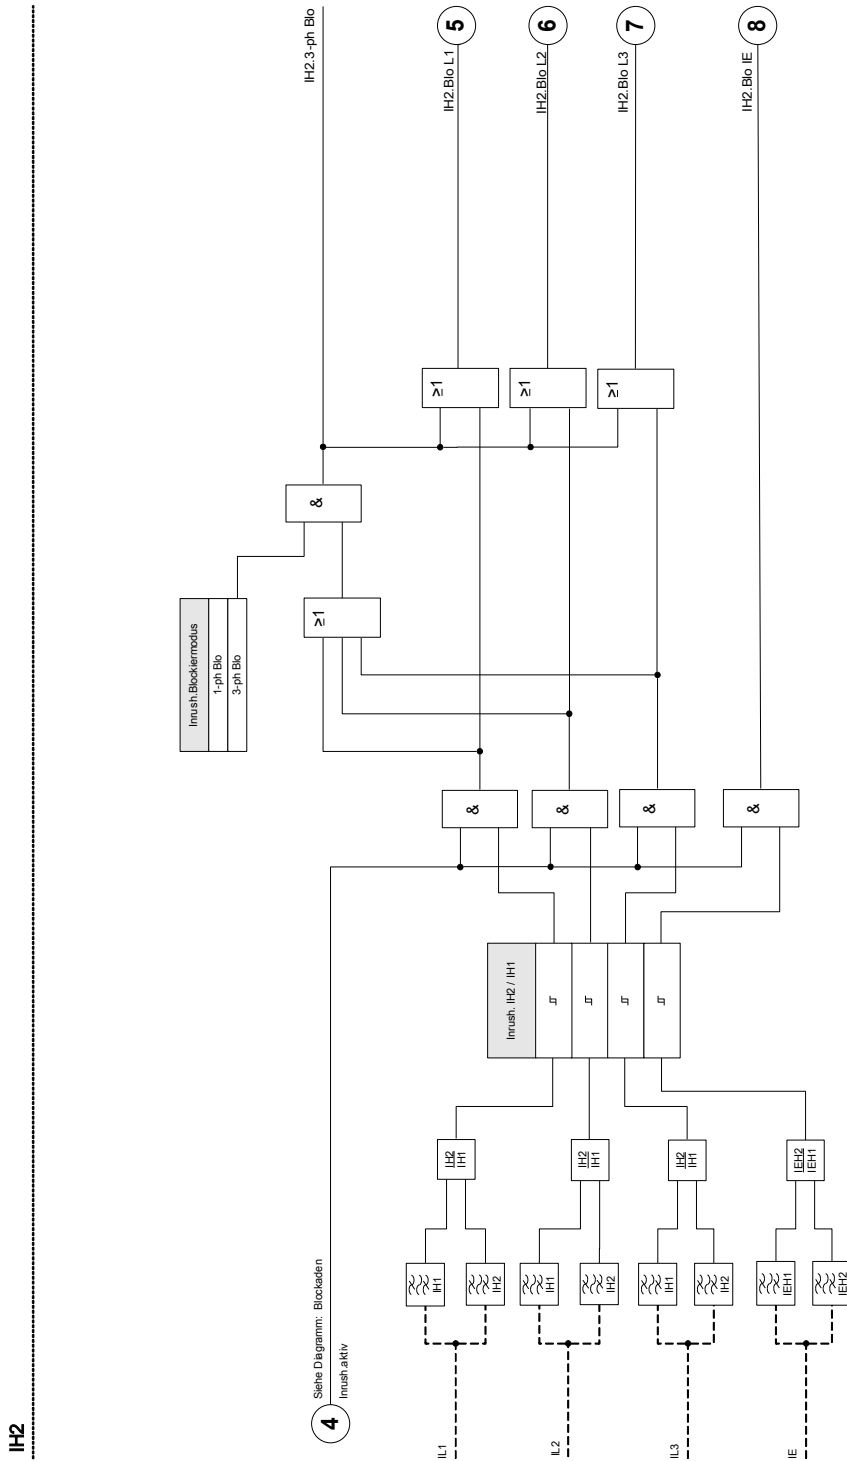 IH2
4
Siehe Diagramm: Blockaden
Inrush.aktiv
IL1
IL2
IL3
IE
IH1
IH2
IH1
IH2
IH1
IH2
IEH1
IEH2
IH2
IH1
IH2
IH1
IH2
IH1
IEH2
IEH1
Inrush. IH2 / IH1
&
&
&
&
Inrush.Blockiermodus
1-ph Blo
3-ph Blo
≥1
&
≥1
≥1
≥1
IH2.3-ph Blo
IH2.Blo L1
5
IH2.Blo L2
6
IH2.Blo L3
7
IH2.Blo IE
8